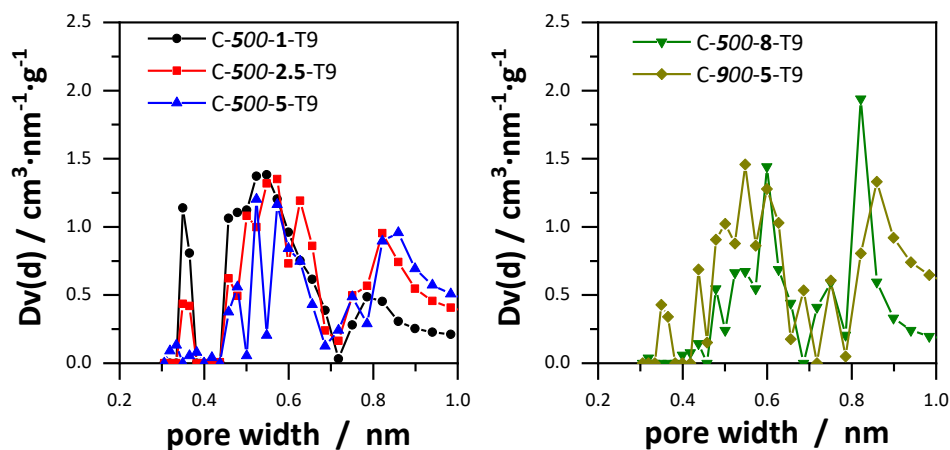 2.5
2.0
1.5
1.0
0.5
0.0
0.2
0.4
0.6
0.8
1.0
Dv(d) / cm³·nm⁻¹·g⁻¹
pore width / nm
C-500-1-T9
C-500-2.5-T9
C-500-5-T9
2.5
2.0
1.5
1.0
0.5
0.0
0.2
0.4
0.6
0.8
1.0
Dv(d) / cm³·nm⁻¹·g⁻¹
pore width / nm
C-500-8-T9
C-900-5-T9